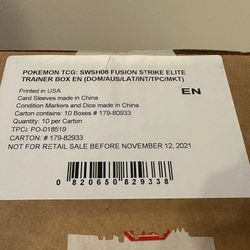 POKEMON TCG: SWSH08 FUSION STRIKE ELITE
TRAINER BOX EN (DOM/AUS/LAT/INT/TPC/MKT)
Printed in USA
Card Sleeves made in China
Condition Markers and Dice made in China
Carton contains: 10 Boxes # 179-80933
Quantity: 10 per Carton
TPCi: PO-018519
CARTON: # 179-82933
NOT FOR RETAIL SALE BEFORE NOVEMBER 12, 2021
EN
0 820650 829338